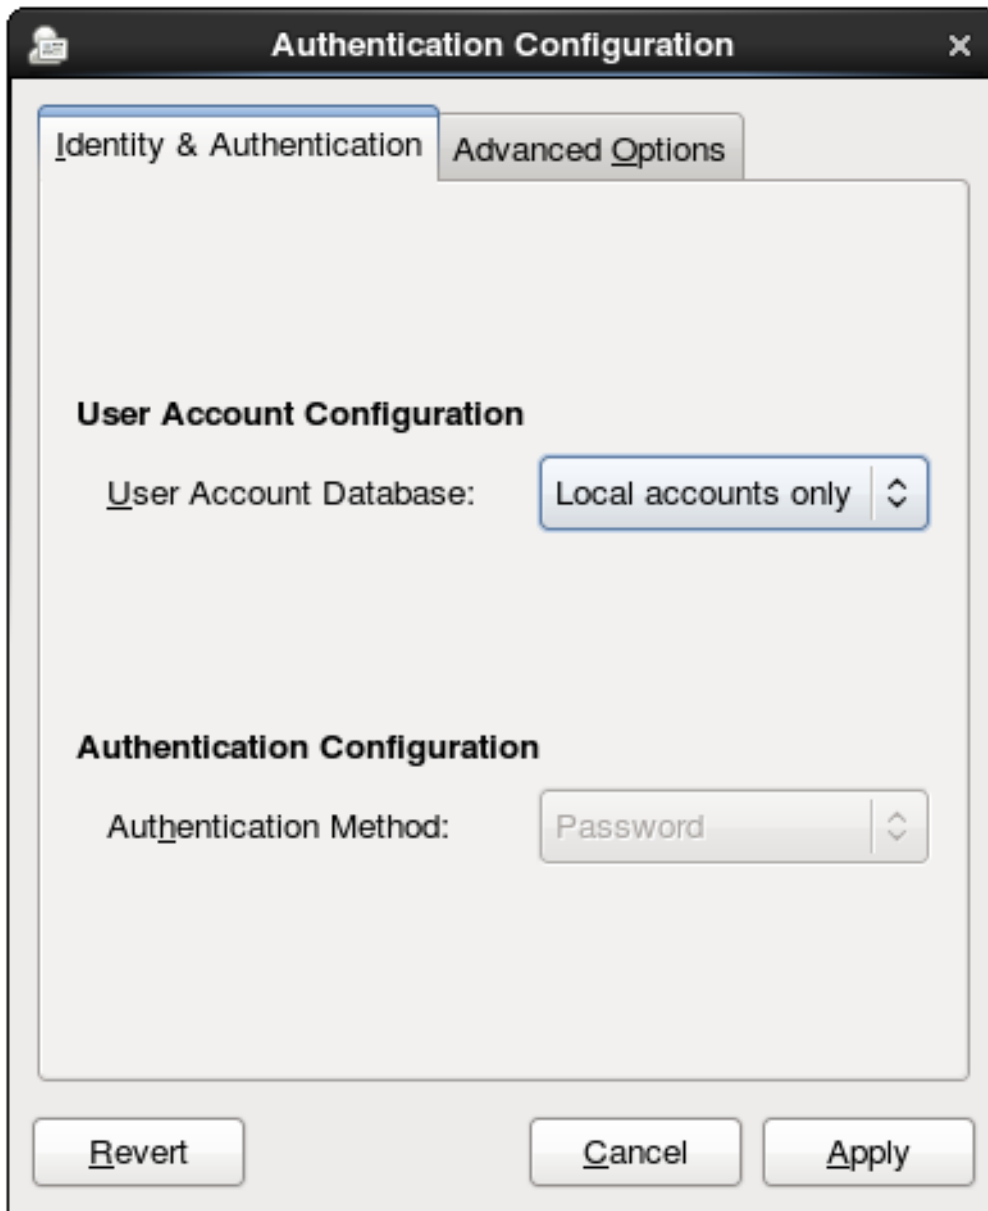 Authentication Configuration
Identity & Authentication
Advanced Options
User Account Configuration
User Account Database: Local accounts only
Authentication Configuration
Authentication Method: Password
Revert Cancel Apply